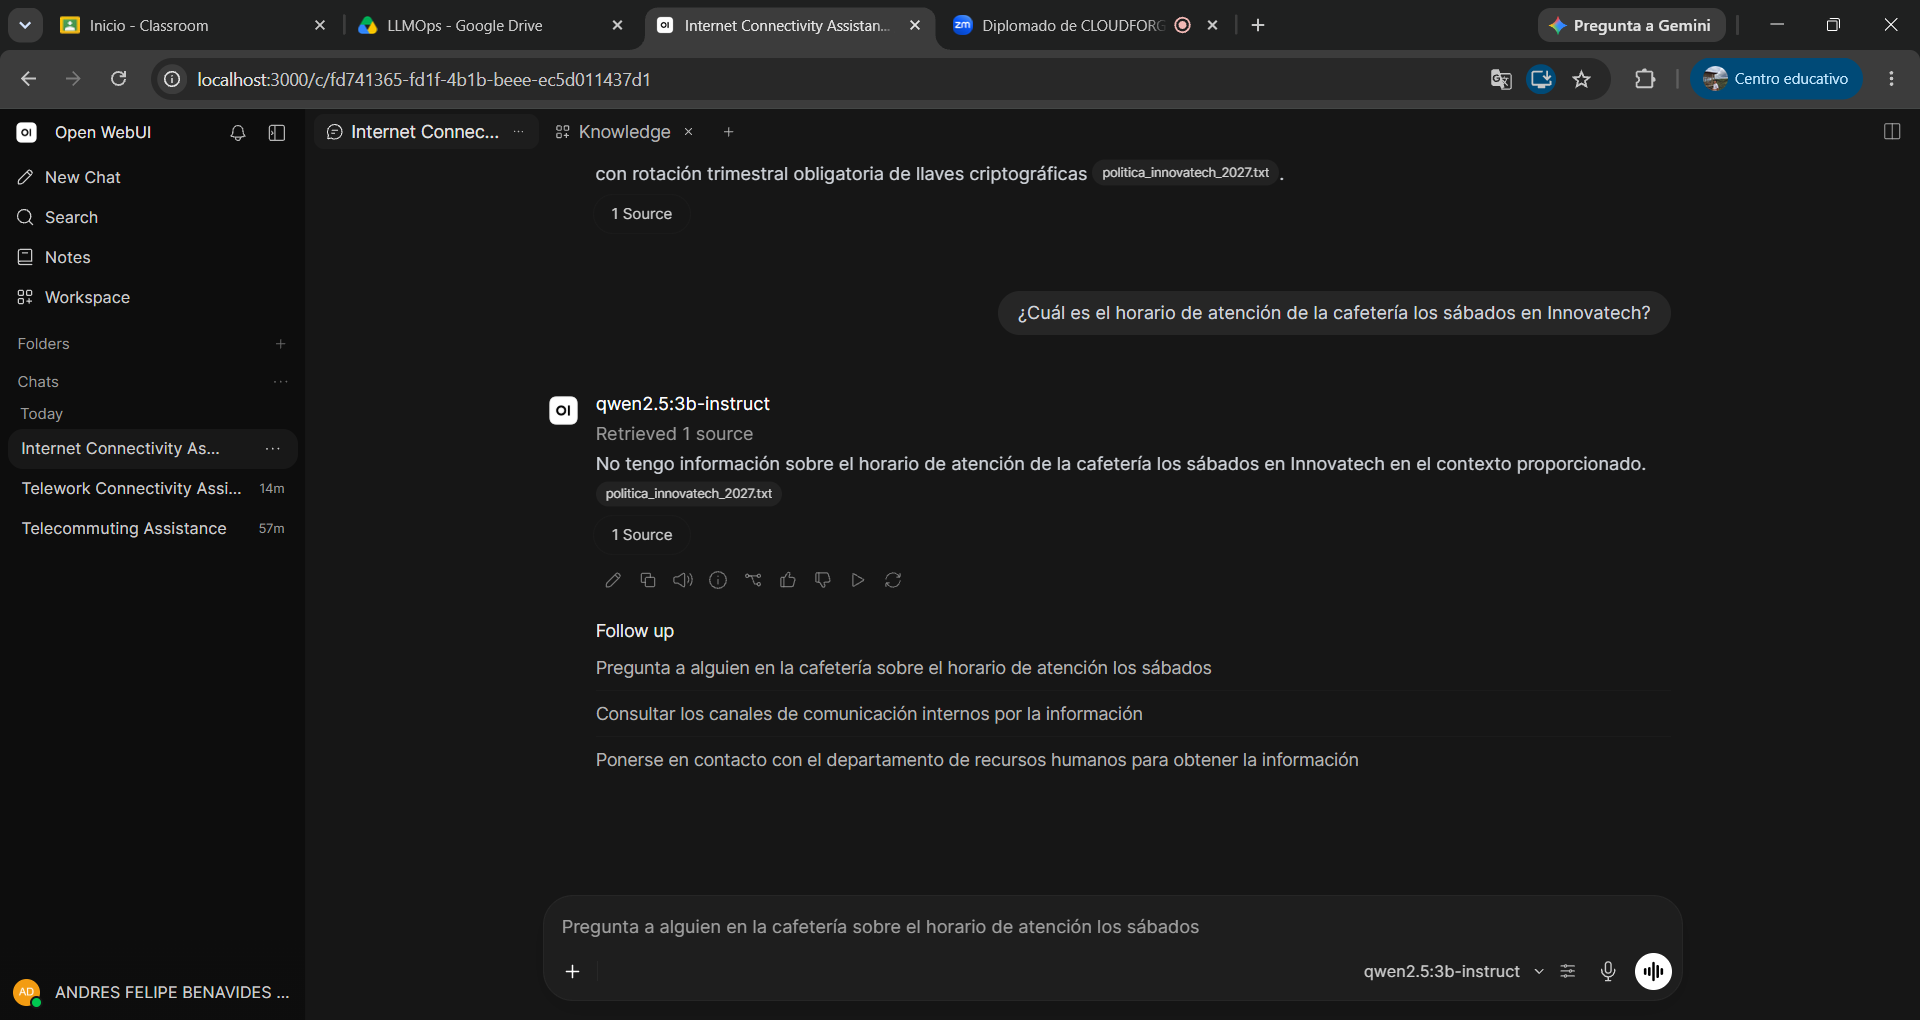 Inicio - Classroom
LLMOps - Google Drive
Internet Connectivity Assistan...
zm Diplomado de CLOUDFORG
Pregunta a Gemini
localhost:3000/c/fd741365-fd1f-4b1b-beee-ec5d011437d1
Centro educativo
OI Open WebUI
New Chat
Search
Notes
Workspace
Folders
Chats
Today
Internet Connectivity As...
Telework Connectivity Assi... 14m
Telecommuting Assistance 57m
AD ANDRES FELIPE BENAVIDES ...
Internet Connec...
Knowledge
con rotación trimestral obligatoria de llaves criptográficas politica_innovatech_2027.txt .
1 Source
¿Cuál es el horario de atención de la cafetería los sábados en Innovatech?
OI qwen2.5:3b-instruct
Retrieved 1 source
No tengo información sobre el horario de atención de la cafetería los sábados en Innovatech en el contexto proporcionado.
politica_innovatech_2027.txt
1 Source
Follow up
Pregunta a alguien en la cafetería sobre el horario de atención los sábados
Consultar los canales de comunicación internos por la información
Ponerse en contacto con el departamento de recursos humanos para obtener la información
Pregunta a alguien en la cafetería sobre el horario de atención los sábados
qwen2.5:3b-instruct